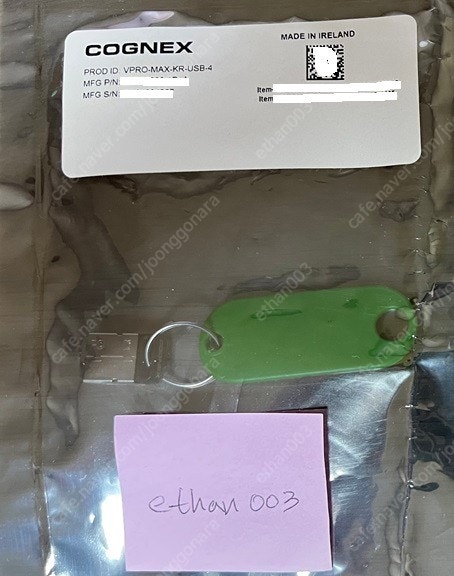 COGNEX
MADE IN IRELAND
PROD ID: VPRO-MAX-KR-USB-4
MFG P/N:
MFG S/N:
Item
Item
ethan 003
cafe.naver.com/joonggonara
ethan003